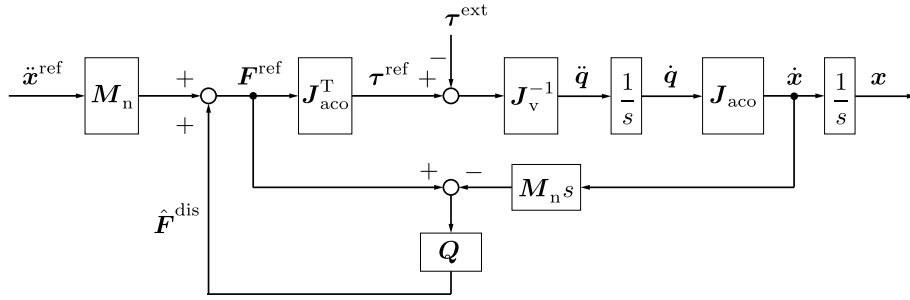 τ^ext
−
ẍ^ref
M_n
+
+
F^ref
J^T_aco
τ^ref
+
J_v^−1
q̈
1/s
q̇
J_aco
ẋ
1/s
x
+
−
M_n s
F̂^dis
Q